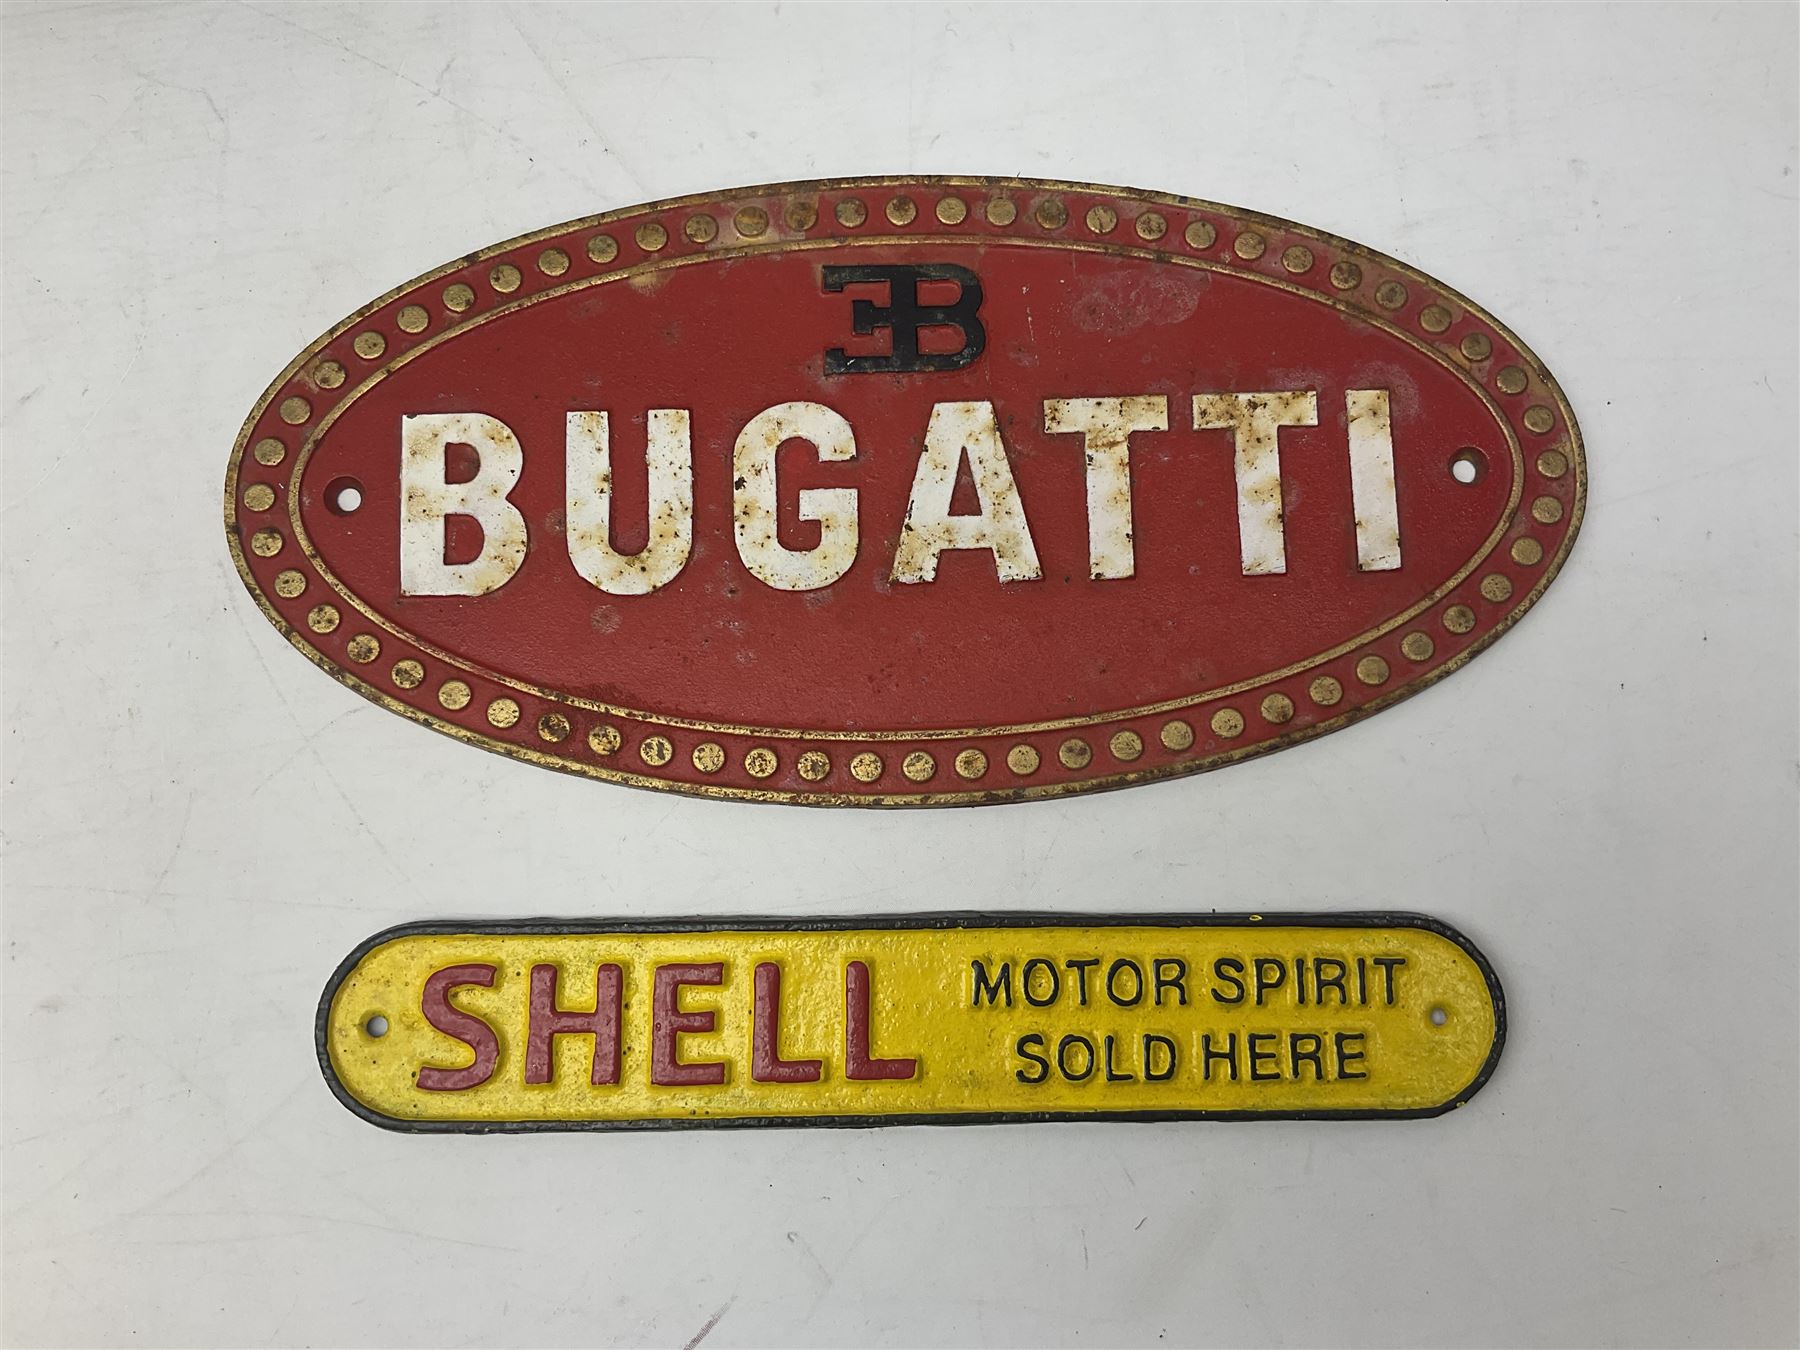 EB
BUGATTI
SHELL
MOTOR SPIRIT
SOLD HERE